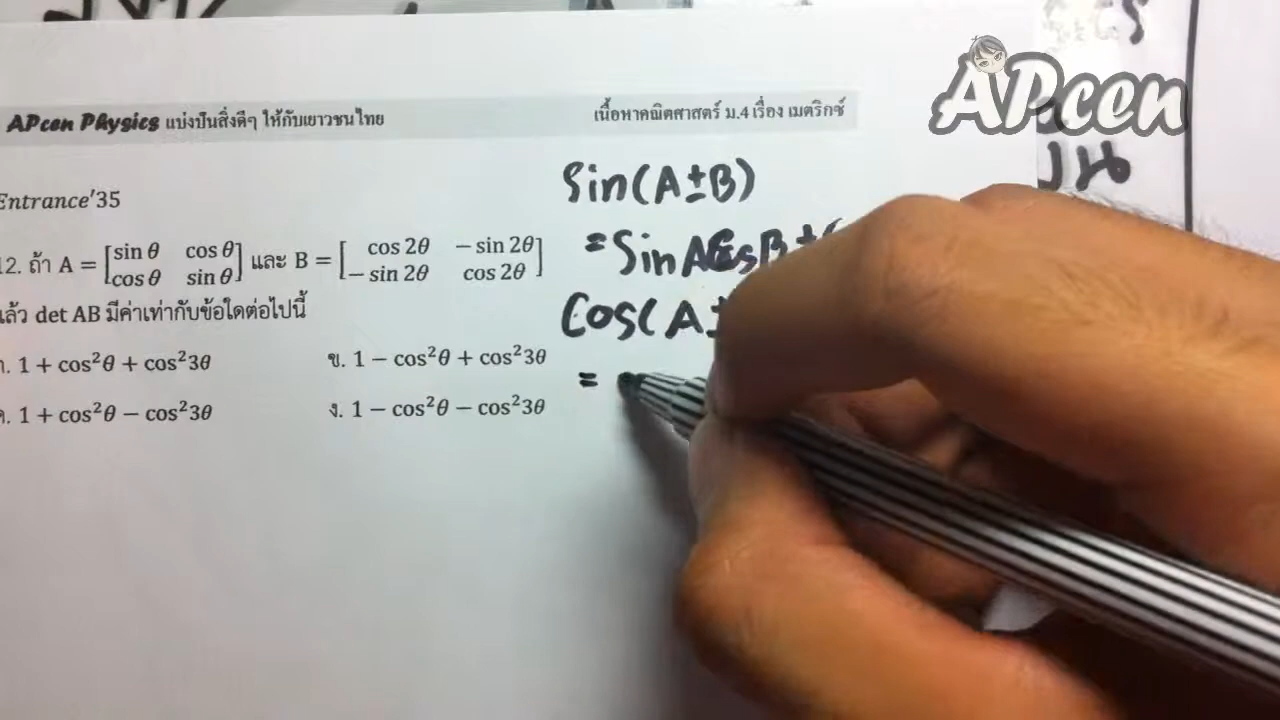 APcen
APcen Physics แบ่งปันสิ่งดีๆ ให้กับเยาวชนไทย
เนื้อหาคณิตศาสตร์ ม.4 เรื่อง เมตริกซ์
Entrance'35
12. ถ้า A = [sin θ cos θ] และ B = [cos 2θ − sin 2θ]
[cos θ sin θ] [− sin 2θ cos 2θ]
แล้ว det AB มีค่าเท่ากับข้อใดต่อไปนี้
ก. 1 + cos²θ + cos²3θ ข. 1 − cos²θ + cos²3θ
ค. 1 + cos²θ − cos²3θ ง. 1 − cos²θ − cos²3θ
Sin(A±B)
= SinACosB ±
Cos(A±
=